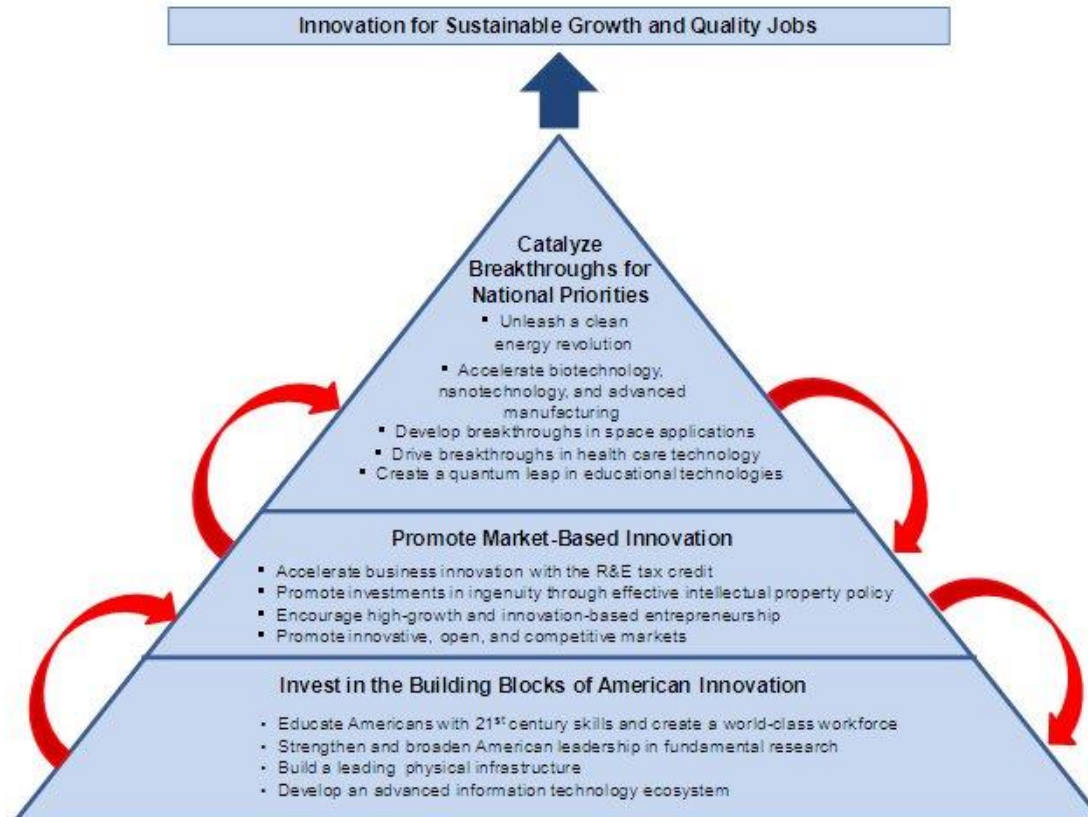 Innovation for Sustainable Growth and Quality Jobs
Catalyze
Breakthroughs for
National Priorities
▪ Unleash a clean
energy revolution
▪ Accelerate biotechnology,
nanotechnology, and advanced
manufacturing
▪ Develop breakthroughs in space applications
▪ Drive breakthroughs in health care technology
▪ Create a quantum leap in educational technologies
Promote Market-Based Innovation
▪ Accelerate business innovation with the R&E tax credit
▪ Promote investments in ingenuity through effective intellectual property policy
▪ Encourage high-growth and innovation-based entrepreneurship
▪ Promote innovative, open, and competitive markets
Invest in the Building Blocks of American Innovation
▪ Educate Americans with 21st century skills and create a world-class workforce
▪ Strengthen and broaden American leadership in fundamental research
▪ Build a leading physical infrastructure
▪ Develop an advanced information technology ecosystem